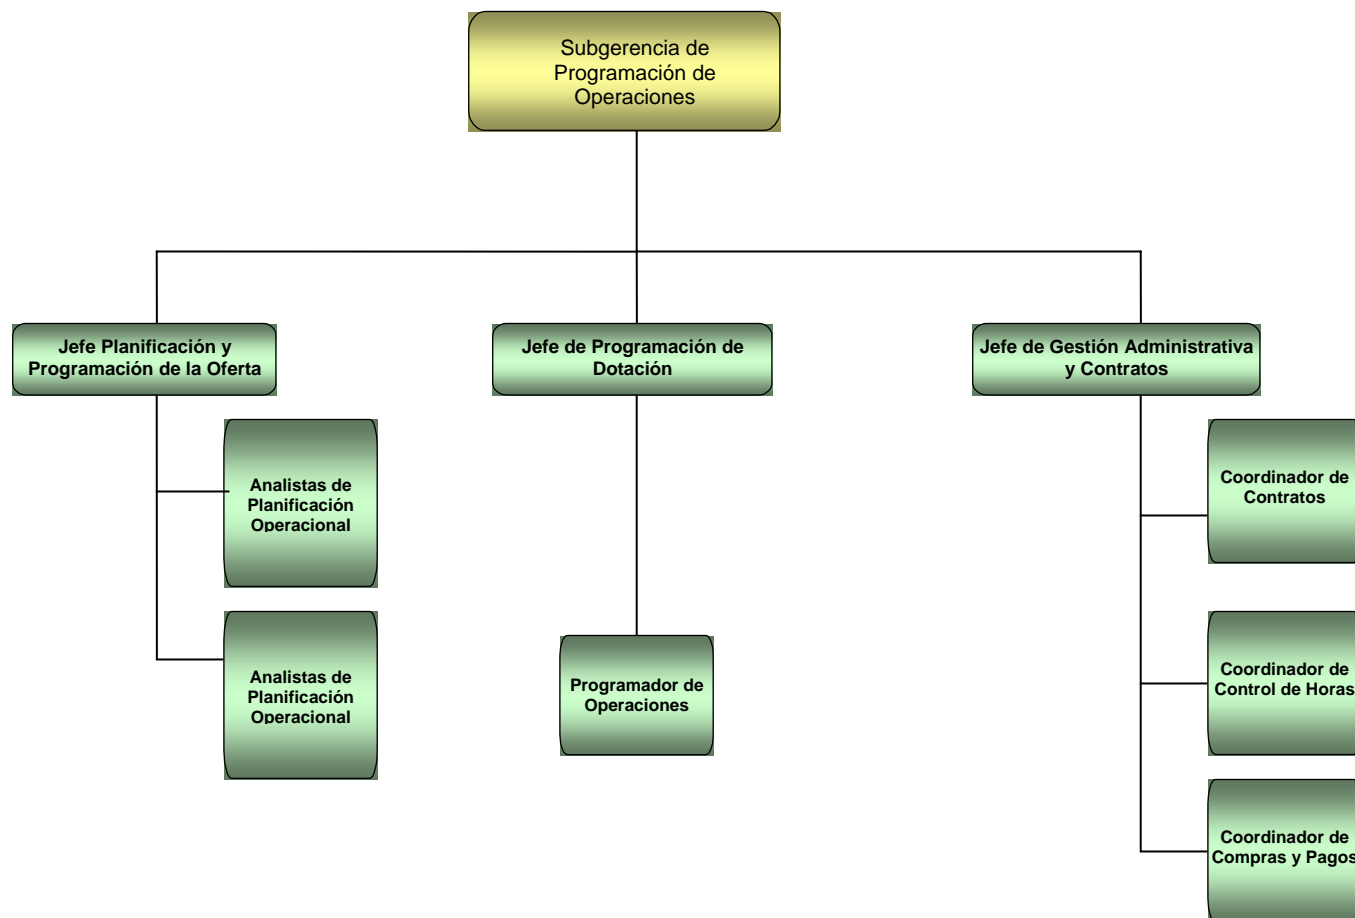 Subgerencia de
Programación de
Operaciones
Jefe Planificación y
Programación de la Oferta
Jefe de Programación de
Dotación
Jefe de Gestión Administrativa
y Contratos
Analistas de
Planificación
Operacional
Analistas de
Planificación
Operacional
Programador de
Operaciones
Coordinador de
Contratos
Coordinador de
Control de Horas
Coordinador de
Compras y Pagos